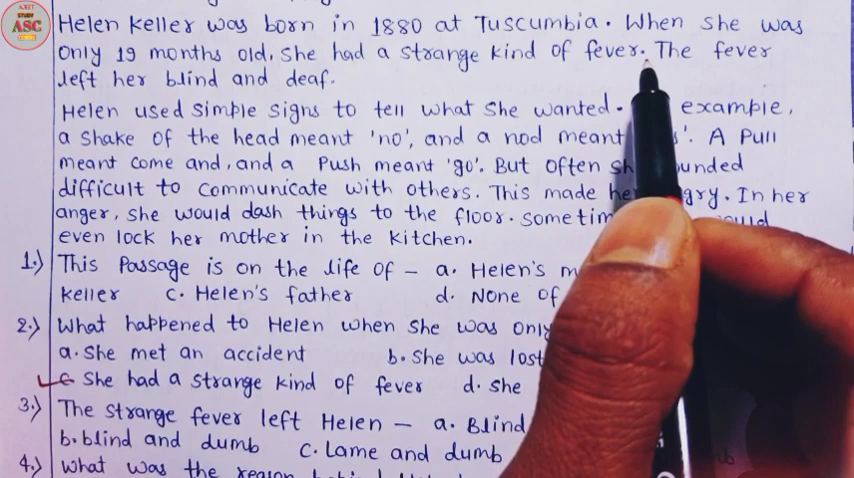 AJIT
STUDY
ASC
Helen Keller was born in 1880 at Tuscumbia. When she was
only 19 months old, she had a strange kind of fever. The fever
left her blind and deaf.
Helen used simple signs to tell what she wanted. example,
a shake of the head meant 'no', and a nod meant A Pull
meant come and, and a Push meant 'go'. But often
difficult to communicate with others. This made In her
anger, she would dash things to the floor.
even lock her mother in the kitchen.
1.) This Passage is on the life of - a. Helen's
Keller c. Helen's father d. None of
2.) What happened to Helen when she was only
a. She met an accident b. She was lost
c She had a strange kind of fever d. She
3.) The strange fever left Helen - a. Blind
b. blind and dumb c. Lame and dumb
4.) What was the reason